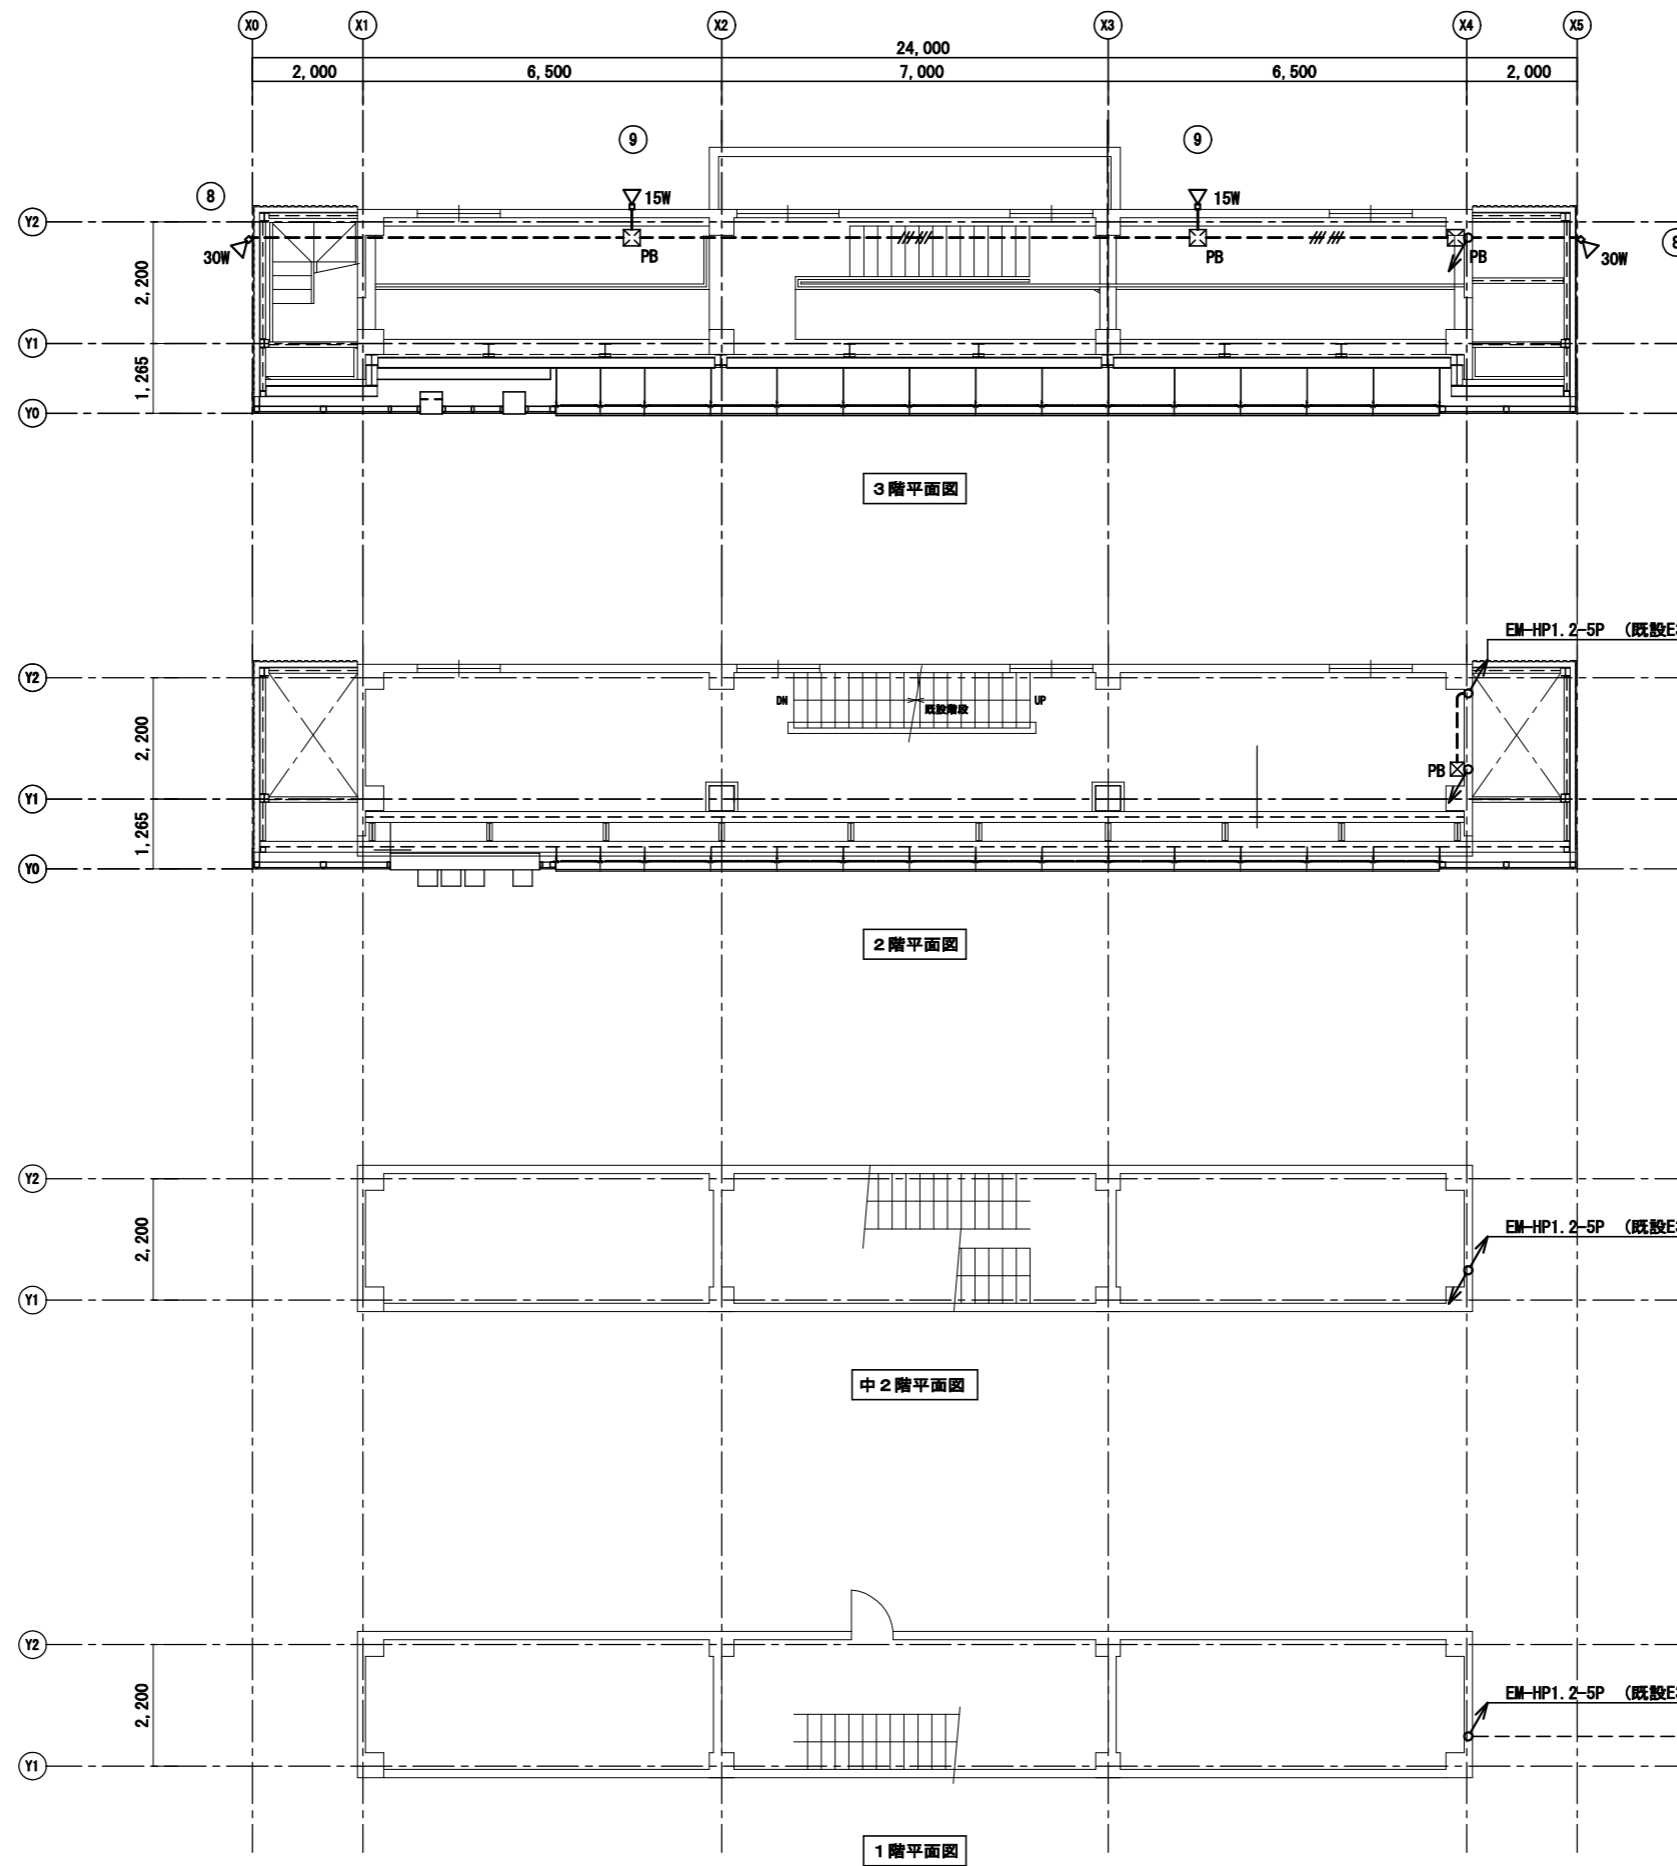 X0 X1 X2 X3 X4 X5
24,000
2,000 6,500 7,000 6,500 2,000
9 9
8 15W 15W
Y2 8
30W PB PB PB 30W
2,200
Y1
1,265
Y0
3階平面図
EM-HP1.2-5P (既設E
Y2
DN 既設階段 UP
2,200
PB
Y1
1,265
Y0
2階平面図
Y2
2,200
EM-HP1.2-5P (既設E
Y1
中2階平面図
Y2
2,200
EM-HP1.2-5P (既設E
Y1
1階平面図